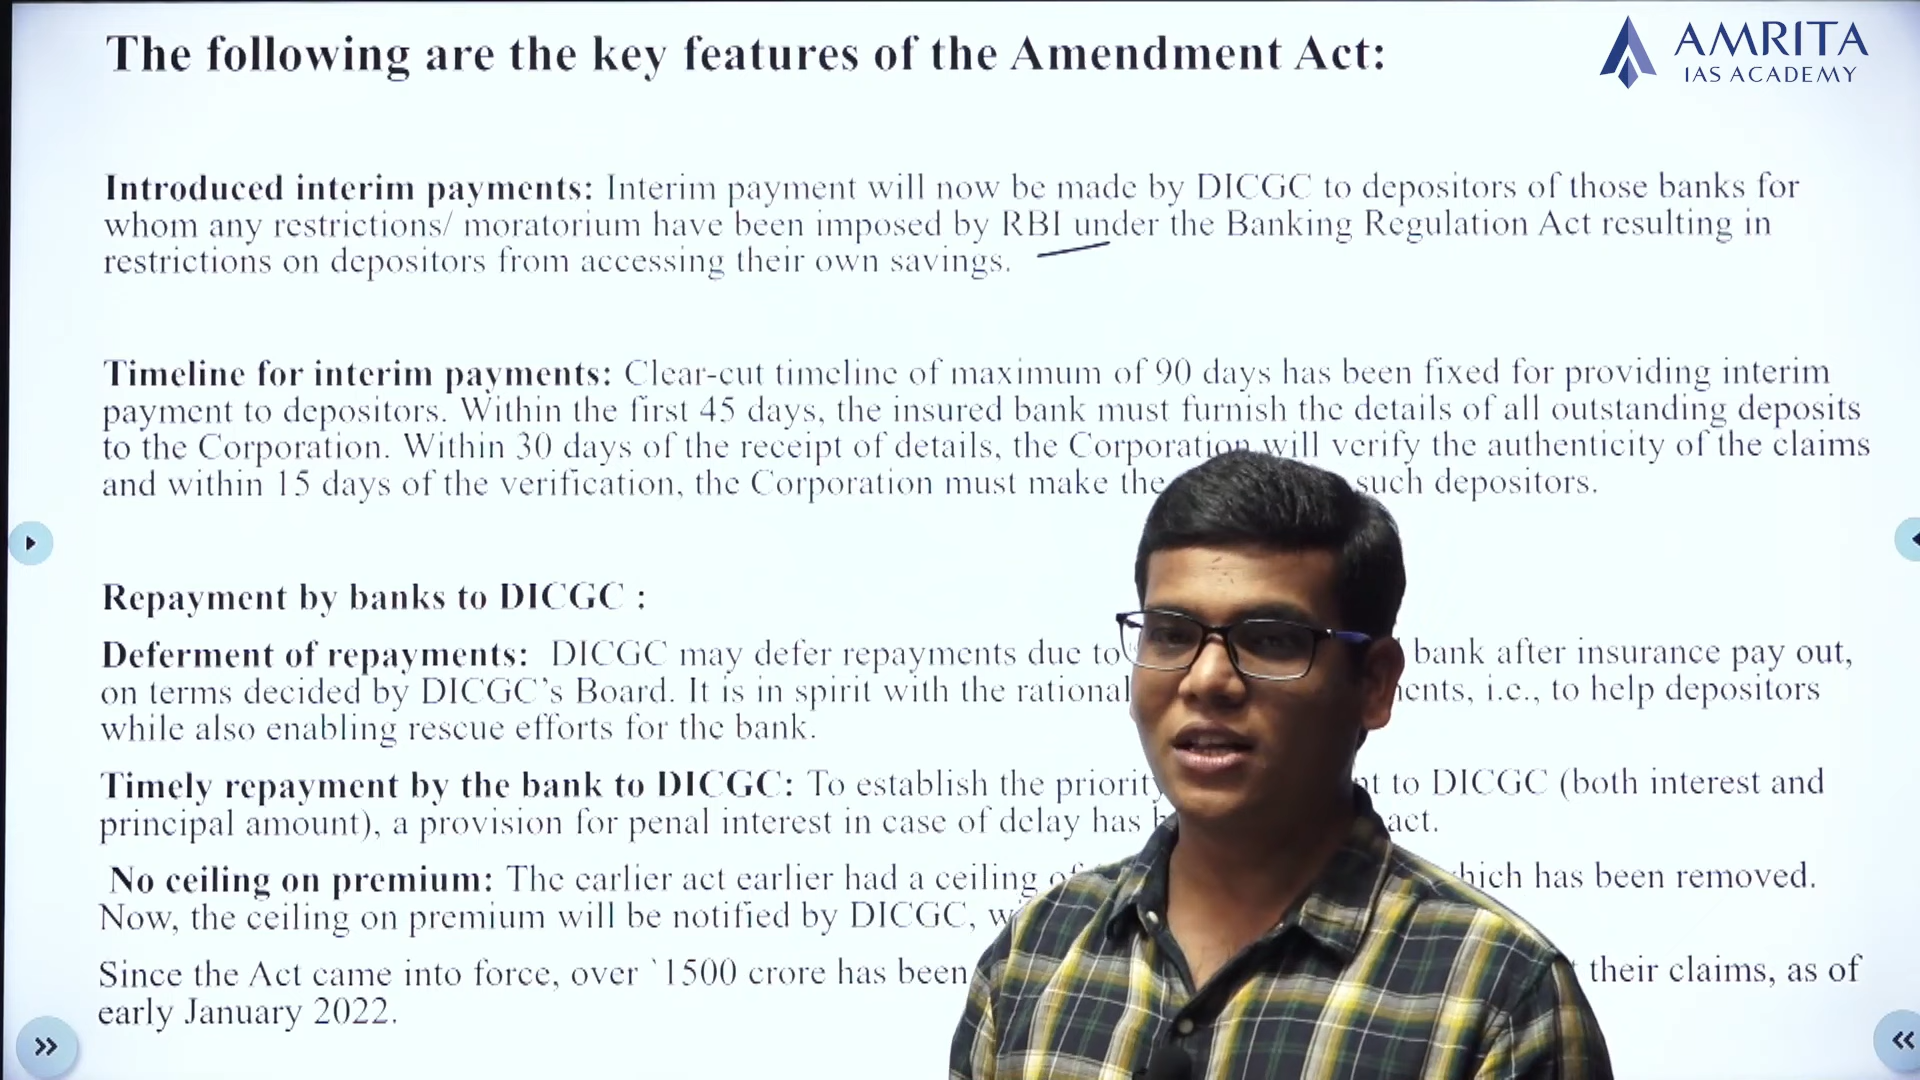 The following are the key features of the Amendment Act:
AMRITA
IAS ACADEMY
Introduced interim payments: Interim payment will now be made by DICGC to depositors of those banks for
whom any restrictions/ moratorium have been imposed by RBI under the Banking Regulation Act resulting in
restrictions on depositors from accessing their own savings.
Timeline for interim payments: Clear-cut timeline of maximum of 90 days has been fixed for providing interim
payment to depositors. Within the first 45 days, the insured bank must furnish the details of all outstanding deposits
to the Corporation. Within 30 days of the receipt of details, the Corporation will verify the authenticity of the claims
and within 15 days of the verification, the Corporation must make the such depositors.
Repayment by banks to DICGC :
Deferment of repayments: DICGC may defer repayments due to bank after insurance pay out,
on terms decided by DICGC's Board. It is in spirit with the i.e., to help depositors
while also enabling rescue efforts for the bank.
Timely repayment by the bank to DICGC: To establish the priority to DICGC (both interest and
principal amount), a provision for penal interest in case of delay has act.
No ceiling on premium: The earlier act earlier had a ceiling of which has been removed.
Now, the ceiling on premium will be notified by DICGC,
Since the Act came into force, over `1500 crore has been their claims, as of
early January 2022.